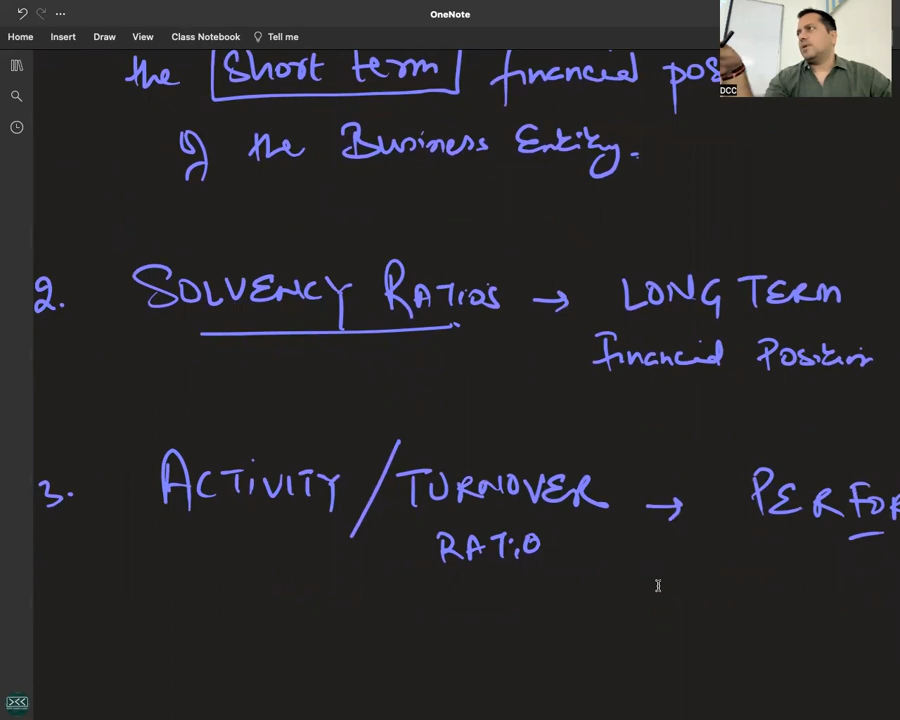 OneNote
Home Insert Draw View Class Notebook Tell me
DCC
the Short term financial pos
of the Business Entity.
2. SOLVENCY RATIOS → LONG TERM
Financial Position
3. ACTIVITY / TURNOVER → PERFOR
RATIO